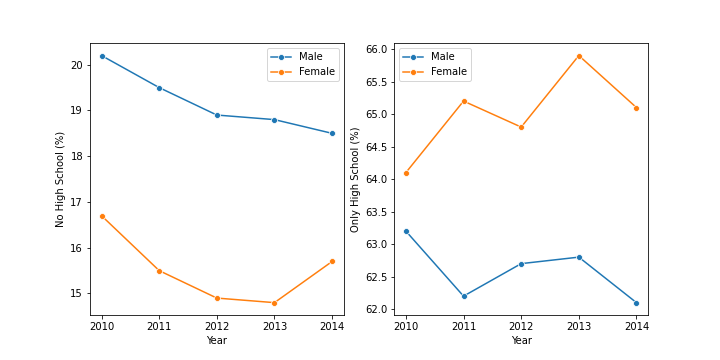 No High School (%)
20
19
18
17
16
15
2010 2011 2012 2013 2014
Year
Male
Female
Only High School (%)
66.0
65.5
65.0
64.5
64.0
63.5
63.0
62.5
62.0
2010 2011 2012 2013 2014
Year
Male
Female